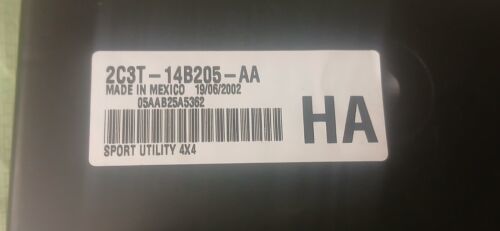 2C3T-14B205-AA
MADE IN MEXICO 19/06/2002
05AAB25A5362
HA
SPORT UTILITY 4X4